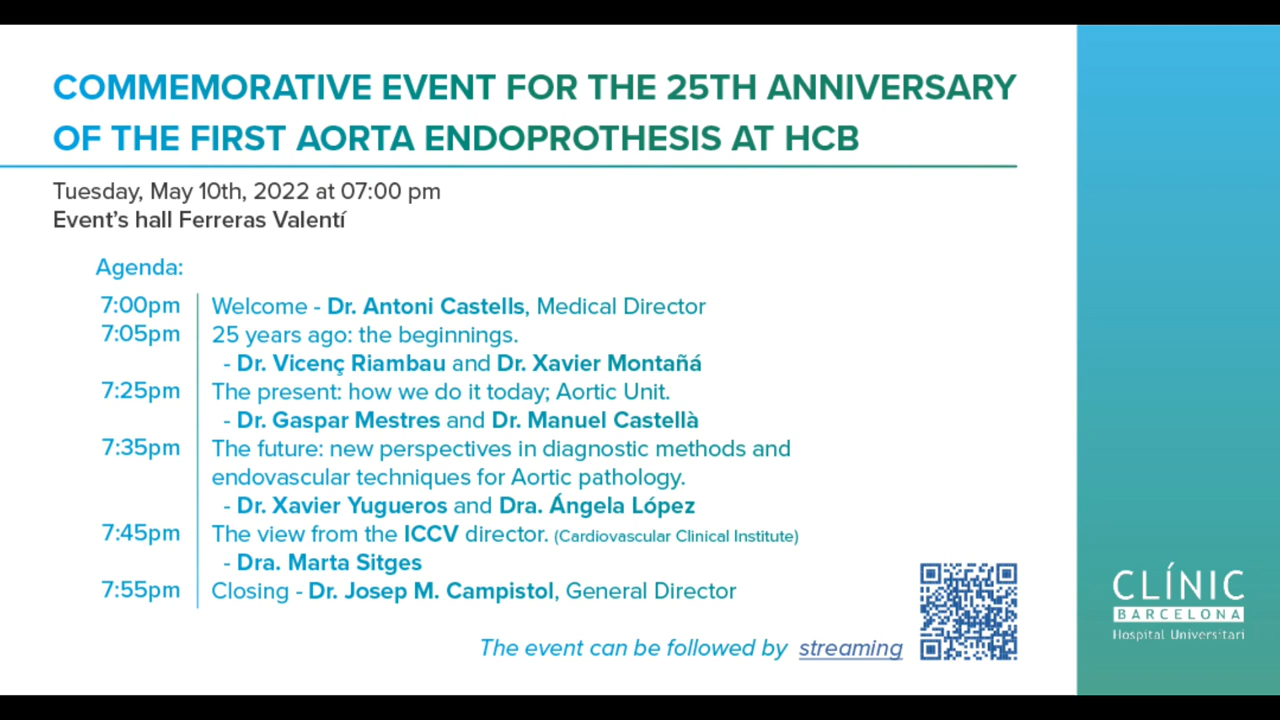 COMMEMORATIVE EVENT FOR THE 25TH ANNIVERSARY
OF THE FIRST AORTA ENDOPROTHESIS AT HCB
Tuesday, May 10th, 2022 at 07:00 pm
Event's hall Ferreras Valentí
Agenda:
7:00pm Welcome - Dr. Antoni Castells, Medical Director
7:05pm 25 years ago: the beginnings.
- Dr. Vicenç Riambau and Dr. Xavier Montañá
7:25pm The present: how we do it today; Aortic Unit.
- Dr. Gaspar Mestres and Dr. Manuel Castellà
7:35pm The future: new perspectives in diagnostic methods and
endovascular techniques for Aortic pathology.
- Dr. Xavier Yugueros and Dra. Ángela López
7:45pm The view from the ICCV director. (Cardiovascular Clinical Institute)
- Dra. Marta Sitges
7:55pm Closing - Dr. Josep M. Campistol, General Director
The event can be followed by streaming
CLÍNIC
BARCELONA
Hospital Universitari